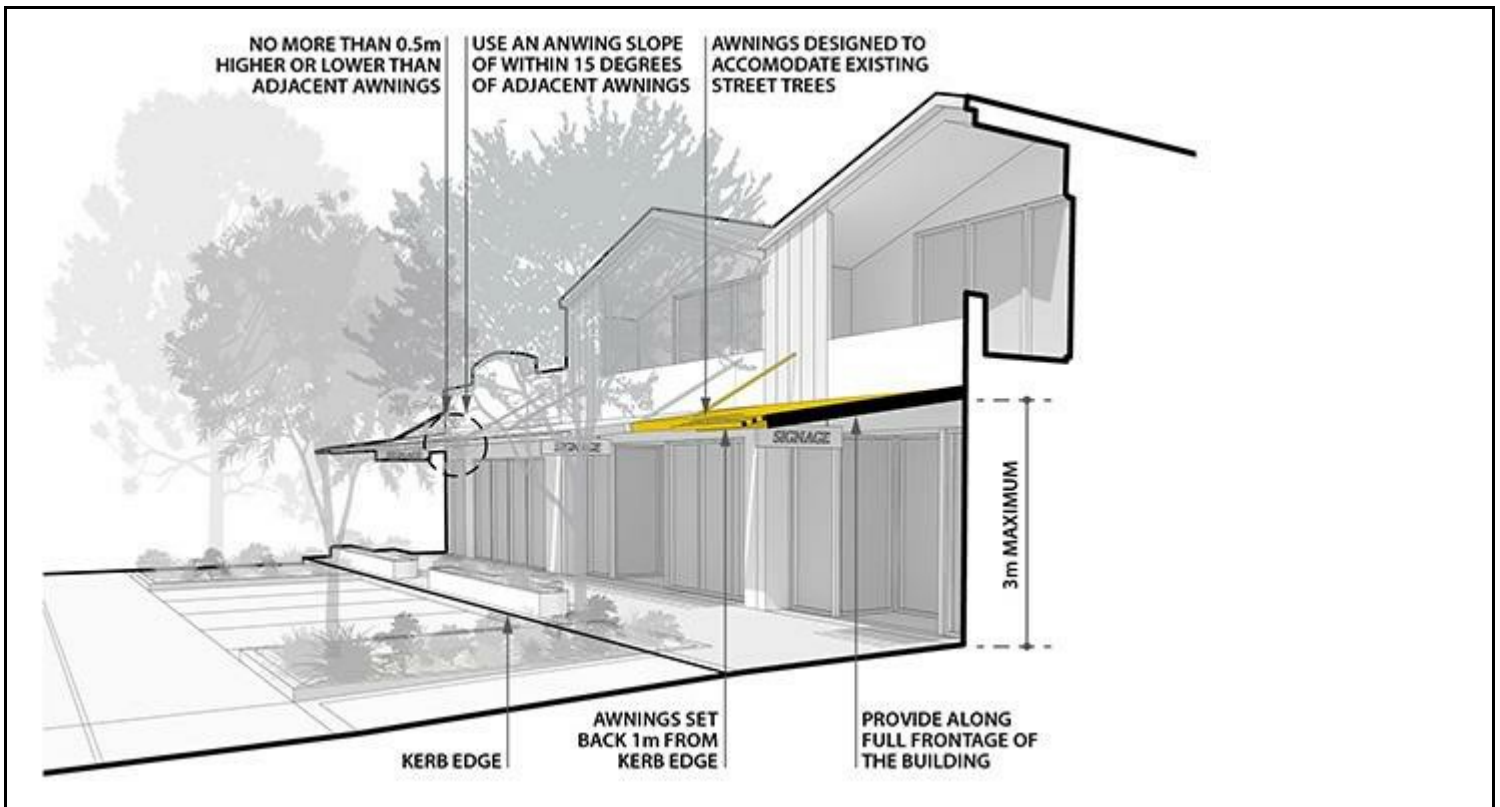 NO MORE THAN 0.5m
HIGHER OR LOWER THAN
ADJACENT AWNINGS
USE AN ANWING SLOPE
OF WITHIN 15 DEGREES
OF ADJACENT AWNINGS
AWNINGS DESIGNED TO
ACCOMODATE EXISTING
STREET TREES
SIGNAGE
SIGNAGE
SIGNAGE
3m MAXIMUM
KERB EDGE
AWNINGS SET
BACK 1m FROM
KERB EDGE
PROVIDE ALONG
FULL FRONTAGE OF
THE BUILDING